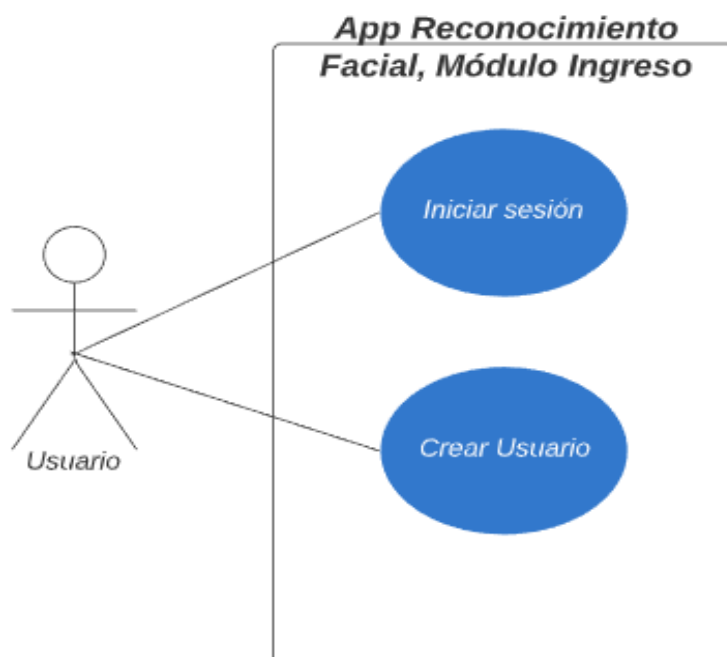 App Reconocimiento
Facial, Módulo Ingreso
Iniciar sesión
Crear Usuario
Usuario